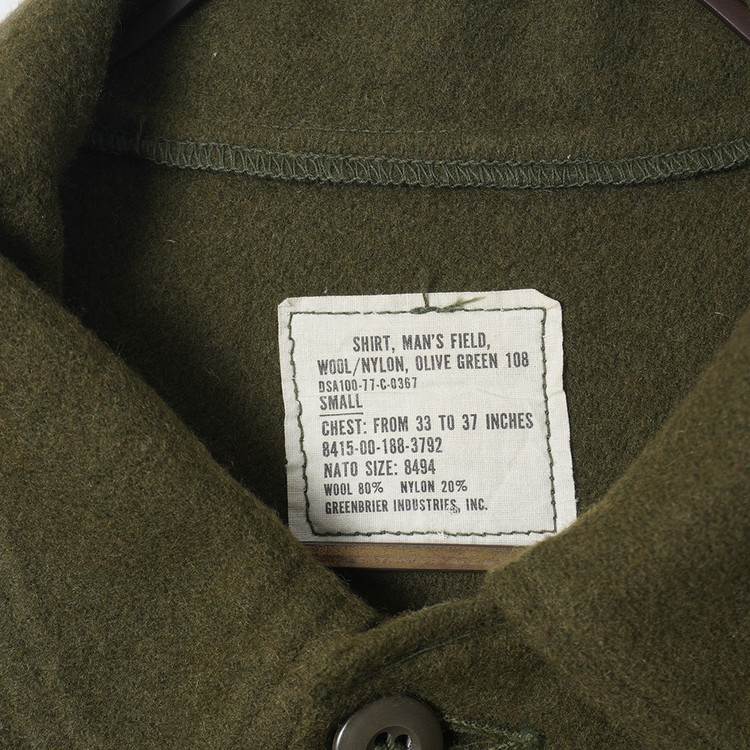 SHIRT, MAN'S FIELD,
WOOL/NYLON, OLIVE GREEN 108
DSA100-77-C-0367
SMALL
CHEST: FROM 33 TO 37 INCHES
8415-00-188-3792
NATO SIZE: 8494
WOOL 80% NYLON 20%
GREENBRIER INDUSTRIES, INC.